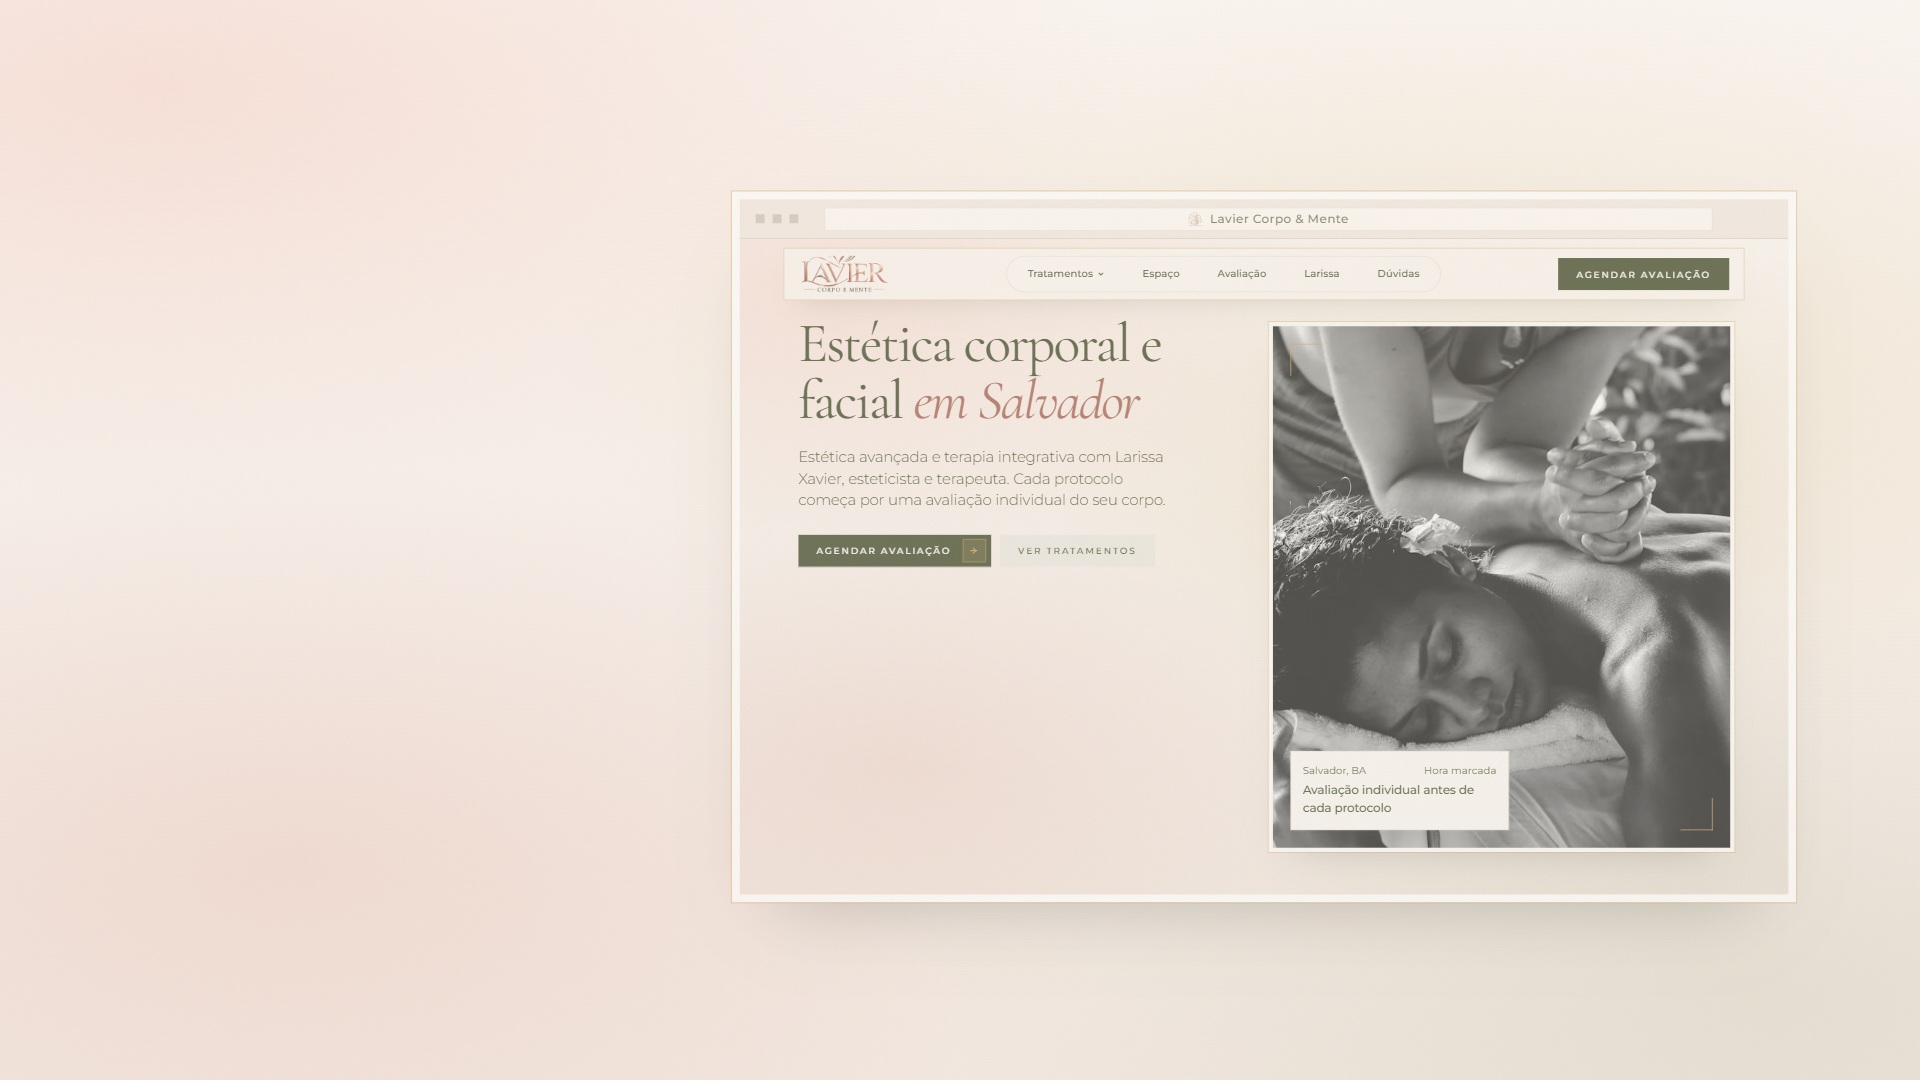 Lavier Corpo & Mente
LAVIER
CORPO E MENTE
Tratamentos
Espaço
Avaliação
Larissa
Dúvidas
AGENDAR AVALIAÇÃO
Estética corporal e
facial em Salvador
Estética avançada e terapia integrativa com Larissa
Xavier, esteticista e terapeuta. Cada protocolo
começa por uma avaliação individual do seu corpo.
AGENDAR AVALIAÇÃO
VER TRATAMENTOS
Salvador, BA
Hora marcada
Avaliação individual antes de
cada protocolo